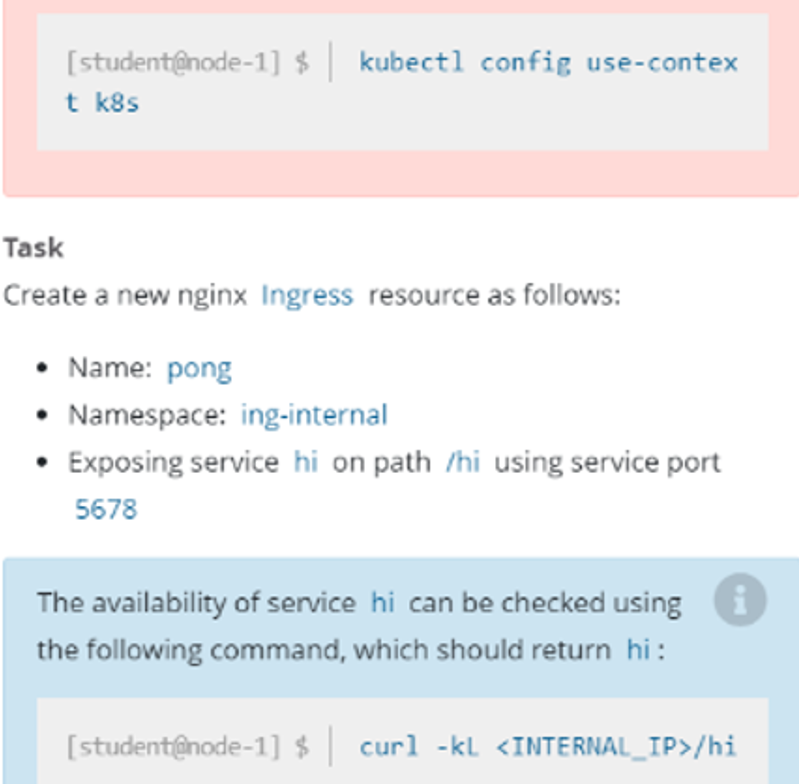 [student@node-1] $ | kubectl config use-contex
t k8s
Task
Create a new nginx Ingress resource as follows:
• Name: pong
• Namespace: ing-internal
• Exposing service hi on path /hi using service port
5678
The availability of service hi can be checked using
the following command, which should return hi :
[student@node-1] $ | curl -kL <INTERNAL_IP>/hi